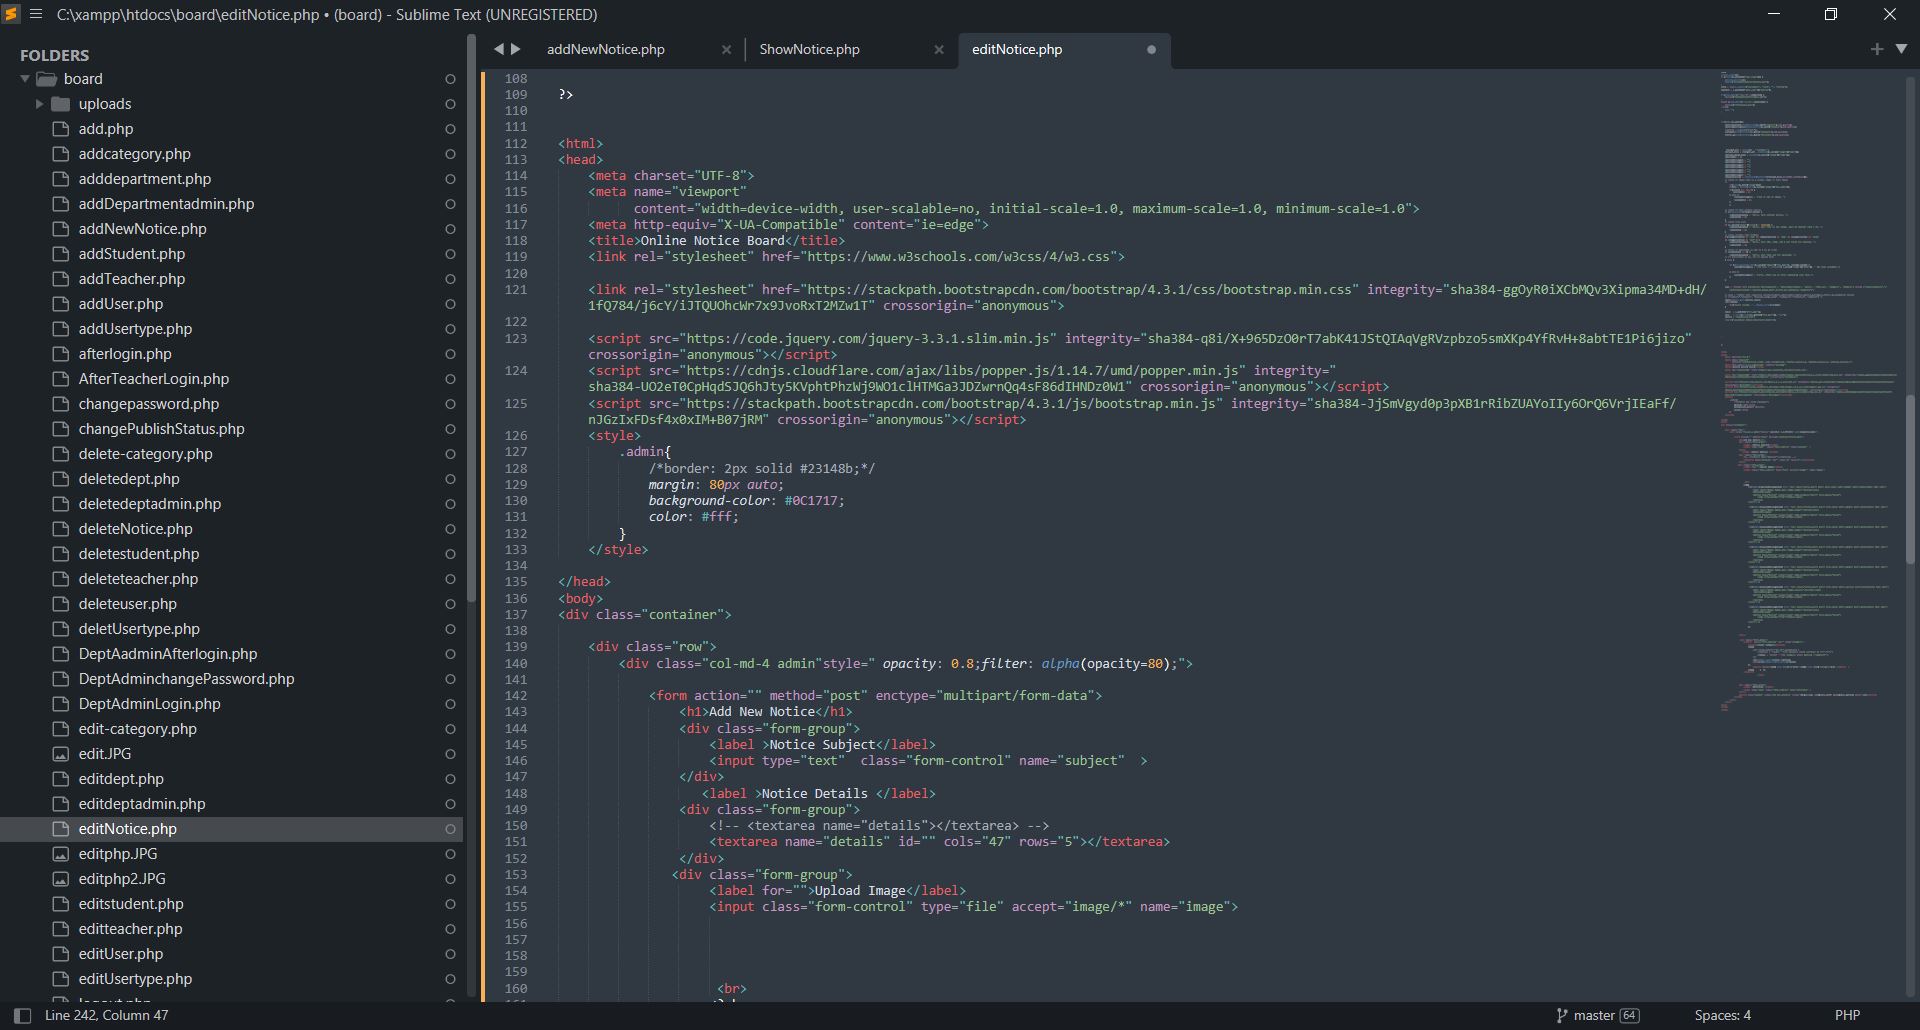 C:\xampp\htdocs\board\editNotice.php • (board) - Sublime Text (UNREGISTERED)
FOLDERS
board
uploads
add.php
addcategory.php
adddepartment.php
addDepartmentadmin.php
addNewNotice.php
addStudent.php
addTeacher.php
addUser.php
addUsertype.php
afterlogin.php
AfterTeacherLogin.php
changepassword.php
changePublishStatus.php
delete-category.php
deletedept.php
deletedeptadmin.php
deleteNotice.php
deletestudent.php
deleteteacher.php
deleteuser.php
deletUsertype.php
DeptAadminAfterlogin.php
DeptAdminchangePassword.php
DeptAdminLogin.php
edit-category.php
edit.JPG
editdept.php
editdeptadmin.php
editNotice.php
editphp.JPG
editphp2.JPG
editstudent.php
editteacher.php
editUser.php
editUsertype.php
addNewNotice.php
ShowNotice.php
editNotice.php
108
109 ?>
110
111
112 <html>
113 <head>
114 <meta charset="UTF-8">
115 <meta name="viewport"
116 content="width=device-width, user-scalable=no, initial-scale=1.0, maximum-scale=1.0, minimum-scale=1.0">
117 <meta http-equiv="X-UA-Compatible" content="ie=edge">
118 <title>Online Notice Board</title>
119 <link rel="stylesheet" href="https://www.w3schools.com/w3css/4/w3.css">
120
121 <link rel="stylesheet" href="https://stackpath.bootstrapcdn.com/bootstrap/4.3.1/css/bootstrap.min.css" integrity="sha384-ggOyR0iXCbMQv3Xipma34MD+dH/
1fQ784/j6cY/iJTQUOhcWr7x9JvoRxT2MZw1T" crossorigin="anonymous">
122
123 <script src="https://code.jquery.com/jquery-3.3.1.slim.min.js" integrity="sha384-q8i/X+965DzO0rT7abK41JStQIAqVgRVzpbzo5smXKp4YfRvH+8abtTE1Pi6jizo"
crossorigin="anonymous"></script>
124 <script src="https://cdnjs.cloudflare.com/ajax/libs/popper.js/1.14.7/umd/popper.min.js" integrity="
sha384-UO2eT0CpHqdSJQ6hJty5KVphtPhzWj9WO1clHTMGa3JDZwrnQq4sF86dIHNDz0W1" crossorigin="anonymous"></script>
125 <script src="https://stackpath.bootstrapcdn.com/bootstrap/4.3.1/js/bootstrap.min.js" integrity="sha384-JjSmVgyd0p3pXB1rRibZUAYoIIy6OrQ6VrjIEaFf/
nJGzIxFDsf4x0xIM+B07jRM" crossorigin="anonymous"></script>
126 <style>
127 .admin{
128 /*border: 2px solid #23148b;*/
129 margin: 80px auto;
130 background-color: #0C1717;
131 color: #fff;
132 }
133 </style>
134
135 </head>
136 <body>
137 <div class="container">
138
139 <div class="row">
140 <div class="col-md-4 admin"style=" opacity: 0.8;filter: alpha(opacity=80);">
141
142 <form action="" method="post" enctype="multipart/form-data">
143 <h1>Add New Notice</h1>
144 <div class="form-group">
145 <label >Notice Subject</label>
146 <input type="text"  class="form-control" name="subject"  >
147 </div>
148 <label >Notice Details </label>
149 <div class="form-group">
150 <!-- <textarea name="details"></textarea> -->
151 <textarea name="details" id="" cols="47" rows="5"></textarea>
152 </div>
153 <div class="form-group">
154 <label for="">Upload Image</label>
155 <input class="form-control" type="file" accept="image/*" name="image">
156
157
158
159
160 <br>
Line 242, Column 47
master 64
Spaces: 4
PHP